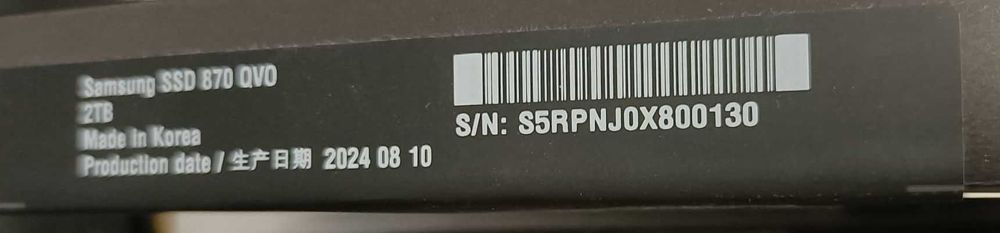 Samsung SSD 870 QVO
2TB
Made in Korea
Production date / 生产日期 2024 08 10
S/N: S5RPNJ0X800130